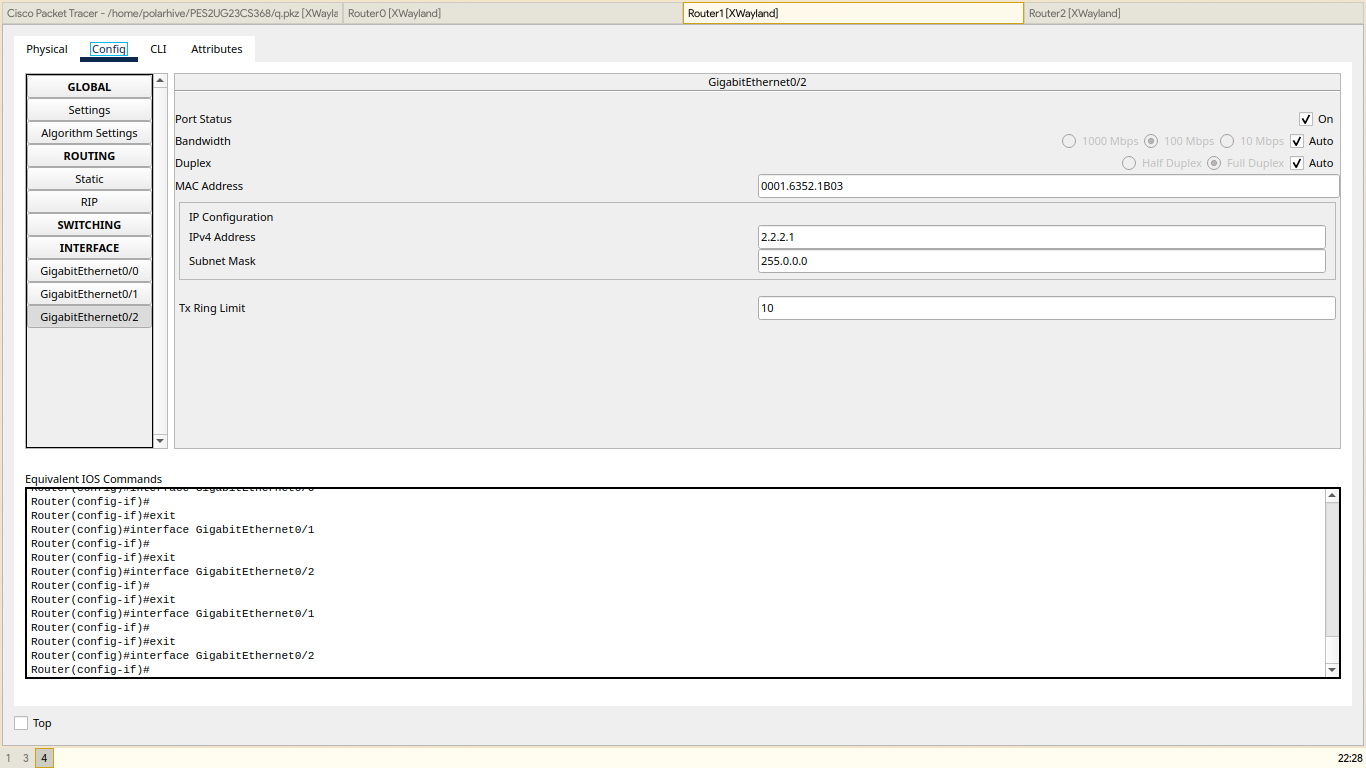 Cisco Packet Tracer - /home/polarhive/PES2UG23CS368/q.pkz [XWayla
Router0 [XWayland]
Router1 [XWayland]
Router2 [XWayland]
Physical
Config
CLI
Attributes
GLOBAL
Settings
Algorithm Settings
ROUTING
Static
RIP
SWITCHING
INTERFACE
GigabitEthernet0/0
GigabitEthernet0/1
GigabitEthernet0/2
GigabitEthernet0/2
Port Status
On
Bandwidth
1000 Mbps
100 Mbps
10 Mbps
Auto
Duplex
Half Duplex
Full Duplex
Auto
MAC Address
0001.6352.1B03
IP Configuration
IPv4 Address
2.2.2.1
Subnet Mask
255.0.0.0
Tx Ring Limit
10
Equivalent IOS Commands
Router(config)#interface GigabitEthernet0/0
Router(config-if)#
Router(config-if)#exit
Router(config)#interface GigabitEthernet0/1
Router(config-if)#
Router(config-if)#exit
Router(config)#interface GigabitEthernet0/2
Router(config-if)#
Router(config-if)#exit
Router(config)#interface GigabitEthernet0/1
Router(config-if)#
Router(config-if)#exit
Router(config)#interface GigabitEthernet0/2
Router(config-if)#
Top
1 3 4
22:28